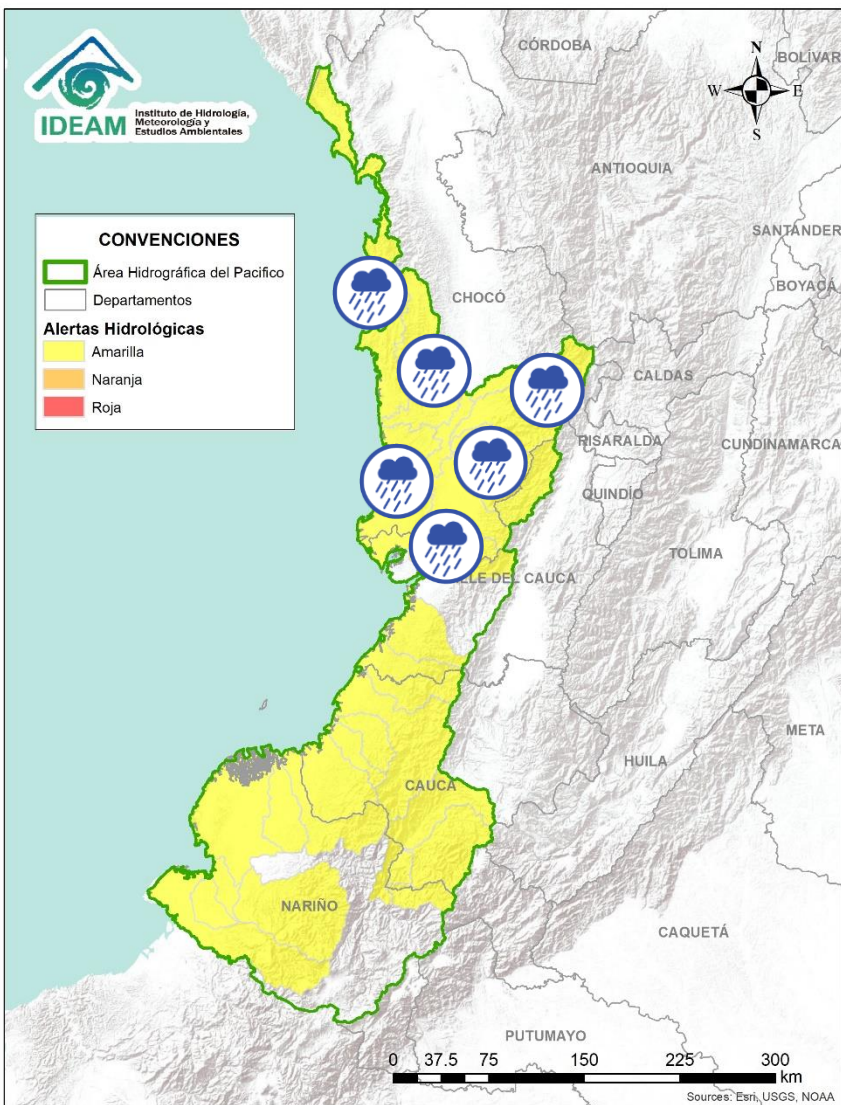 IDEAM
Instituto de Hidrología,
Meteorología y
Estudios Ambientales
N
W
E
S
CÓRDOBA
BOLÍVAR
ANTIOQUIA
SANTANDER
BOYACÁ
CONVENCIONES
Área Hidrográfica del Pacifico
Departamentos
Alertas Hidrológicas
Amarilla
Naranja
Roja
CHOCÓ
CALDAS
RISARALDA
CUNDINAMARCA
QUINDÍO
TOLIMA
LLE DEL CAUCA
META
HUILA
CAUCA
NARIÑO
CAQUETÁ
PUTUMAYO
0 37.5 75 150 225 300
km
Sources: Esri, USGS, NOAA